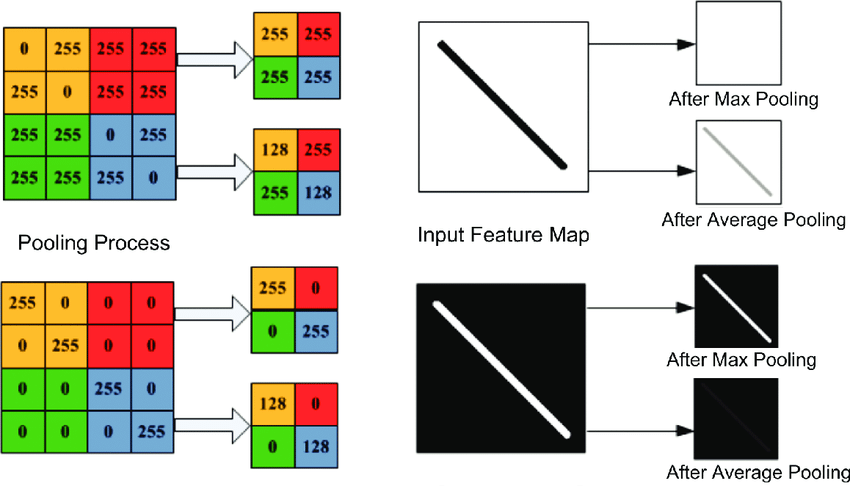 0 255 255 255
255 0 255 255
255 255 0 255
255 255 255 0
255 255
255 255
128 255
255 128
Pooling Process
Input Feature Map
After Max Pooling
After Average Pooling
255 0 0 0
0 255 0 0
0 0 255 0
0 0 0 255
255 0
0 255
128 0
0 128
After Max Pooling
After Average Pooling